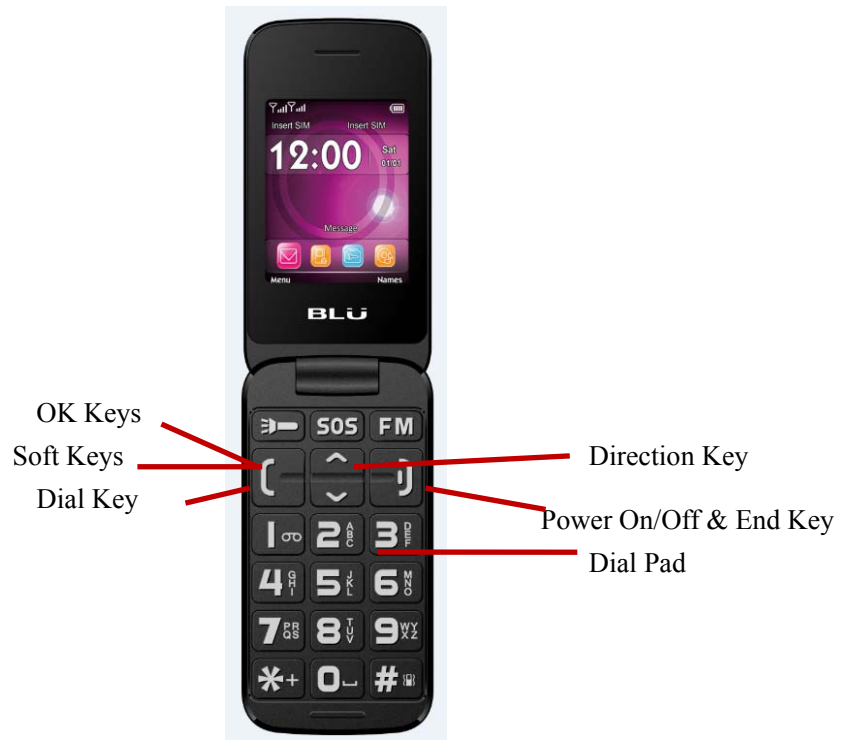 Insert SIM Insert SIM
12:00 Sat
01/01
Message
Menu Names
BLU
OK Keys
Soft Keys
Dial Key
SOS FM
Direction Key
Power On/Off & End Key
Dial Pad
1 2 ABC 3 DEF
4 GHI 5 JKL 6 MNO
7 PRQS 8 TUV 9 WYXZ
*+ 0 #